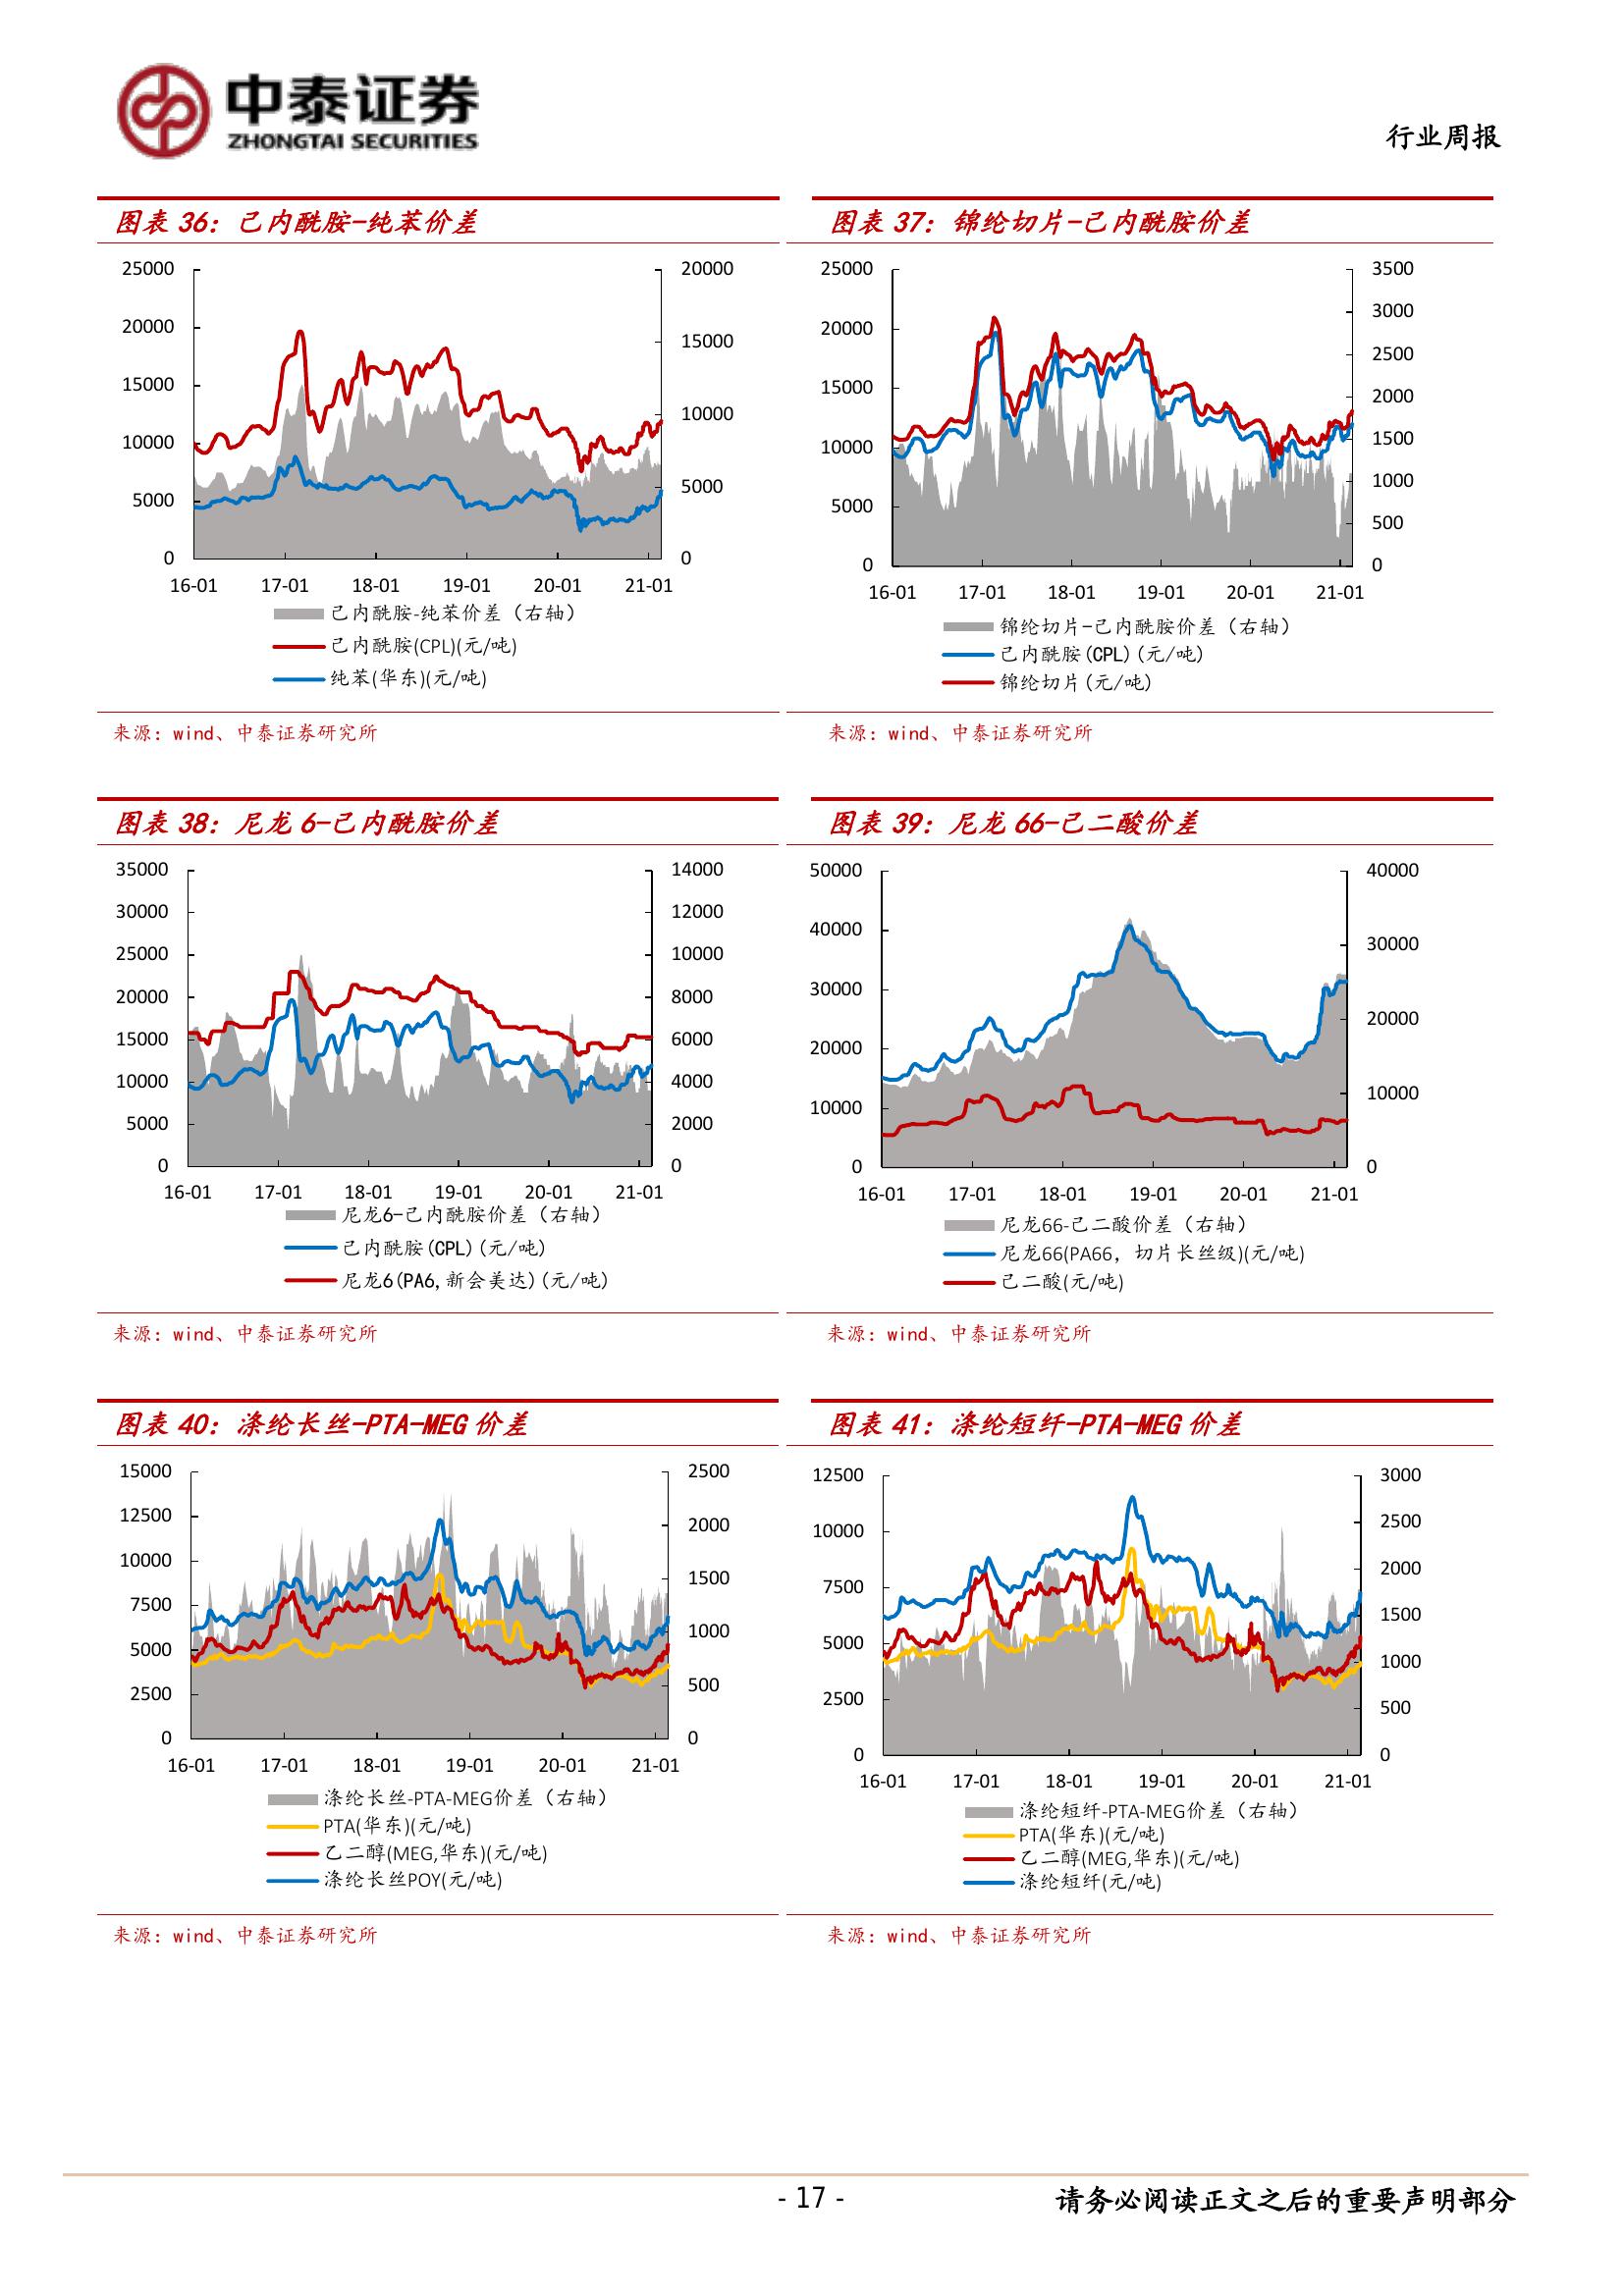 中泰证券
ZHONGTAI SECURITIES
行业周报
图表 36：己内酰胺-纯苯价差
25000
20000
15000
10000
5000
0
20000
15000
10000
5000
0
16-01 17-01 18-01 19-01 20-01 21-01
己内酰胺-纯苯价差（右轴）
己内酰胺(CPL)(元/吨)
纯苯(华东)(元/吨)
来源：wind、中泰证券研究所
图表 37：锦纶切片-己内酰胺价差
25000
20000
15000
10000
5000
0
3500
3000
2500
2000
1500
1000
500
0
16-01 17-01 18-01 19-01 20-01 21-01
锦纶切片-己内酰胺价差（右轴）
己内酰胺(CPL)(元/吨)
锦纶切片(元/吨)
来源：wind、中泰证券研究所
图表 38：尼龙 6-己内酰胺价差
35000
30000
25000
20000
15000
10000
5000
0
14000
12000
10000
8000
6000
4000
2000
0
16-01 17-01 18-01 19-01 20-01 21-01
尼龙6-己内酰胺价差（右轴）
己内酰胺(CPL)(元/吨)
尼龙6(PA6,新会美达)(元/吨)
来源：wind、中泰证券研究所
图表 39：尼龙 66-己二酸价差
50000
40000
30000
20000
10000
0
40000
30000
20000
10000
0
16-01 17-01 18-01 19-01 20-01 21-01
尼龙66-己二酸价差（右轴）
尼龙66(PA66，切片长丝级)(元/吨)
己二酸(元/吨)
来源：wind、中泰证券研究所
图表 40：涤纶长丝-PTA-MEG 价差
15000
12500
10000
7500
5000
2500
0
2500
2000
1500
1000
500
0
16-01 17-01 18-01 19-01 20-01 21-01
涤纶长丝-PTA-MEG价差（右轴）
PTA(华东)(元/吨)
乙二醇(MEG,华东)(元/吨)
涤纶长丝POY(元/吨)
来源：wind、中泰证券研究所
图表 41：涤纶短纤-PTA-MEG 价差
12500
10000
7500
5000
2500
0
3000
2500
2000
1500
1000
500
0
16-01 17-01 18-01 19-01 20-01 21-01
涤纶短纤-PTA-MEG价差（右轴）
PTA(华东)(元/吨)
乙二醇(MEG,华东)(元/吨)
涤纶短纤(元/吨)
来源：wind、中泰证券研究所
- 17 -
请务必阅读正文之后的重要声明部分